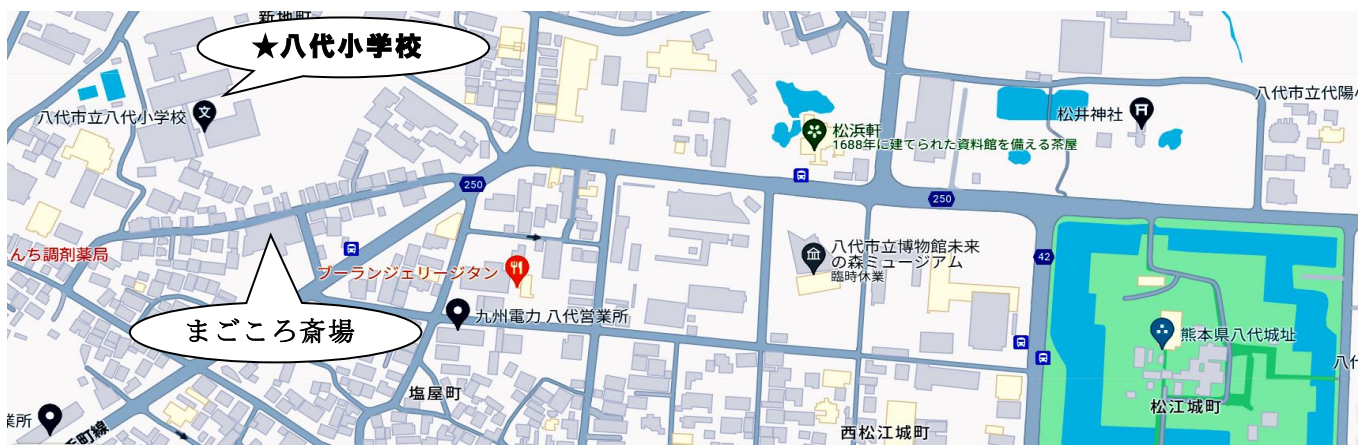 新地町
★八代小学校
八代市立八代小学校
松浜軒
1688年に建てられた資料館を備える茶屋
松井神社
八代市立代陽小
250
250
んち調剤薬局
ブーランジェリージタン
八代市立博物館未来
の森ミュージアム
臨時休業
42
まごころ斎場
九州電力 八代営業所
熊本県八代城址
八代
塩屋町
松江城町
業所
町線
西松江城町